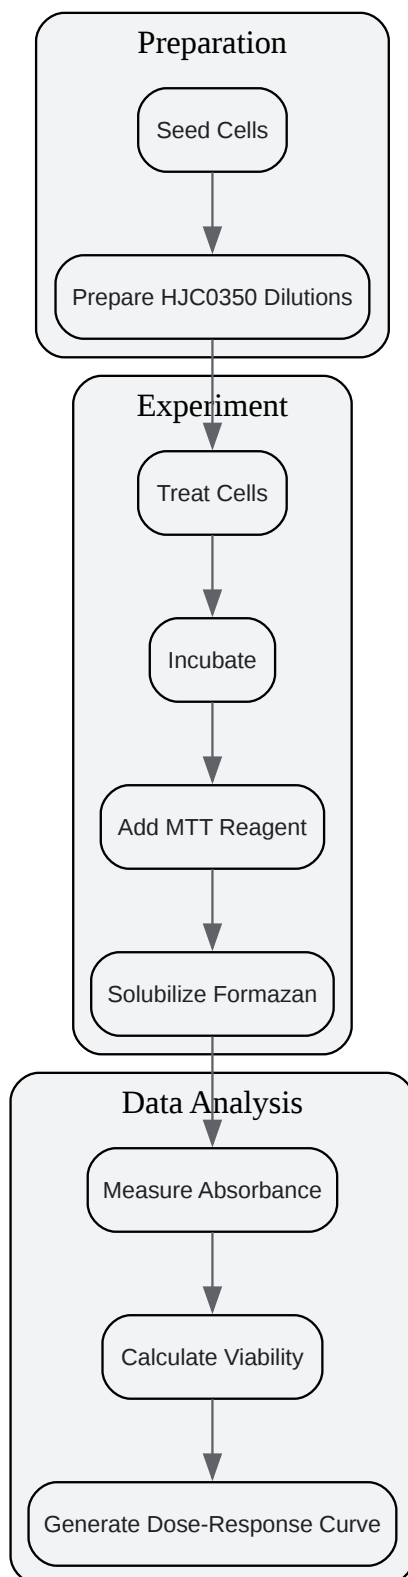 Preparation
Seed Cells
Prepare HJC0350 Dilutions
Experiment
Treat Cells
Incubate
Add MTT Reagent
Solubilize Formazan
Data Analysis
Measure Absorbance
Calculate Viability
Generate Dose-Response Curve